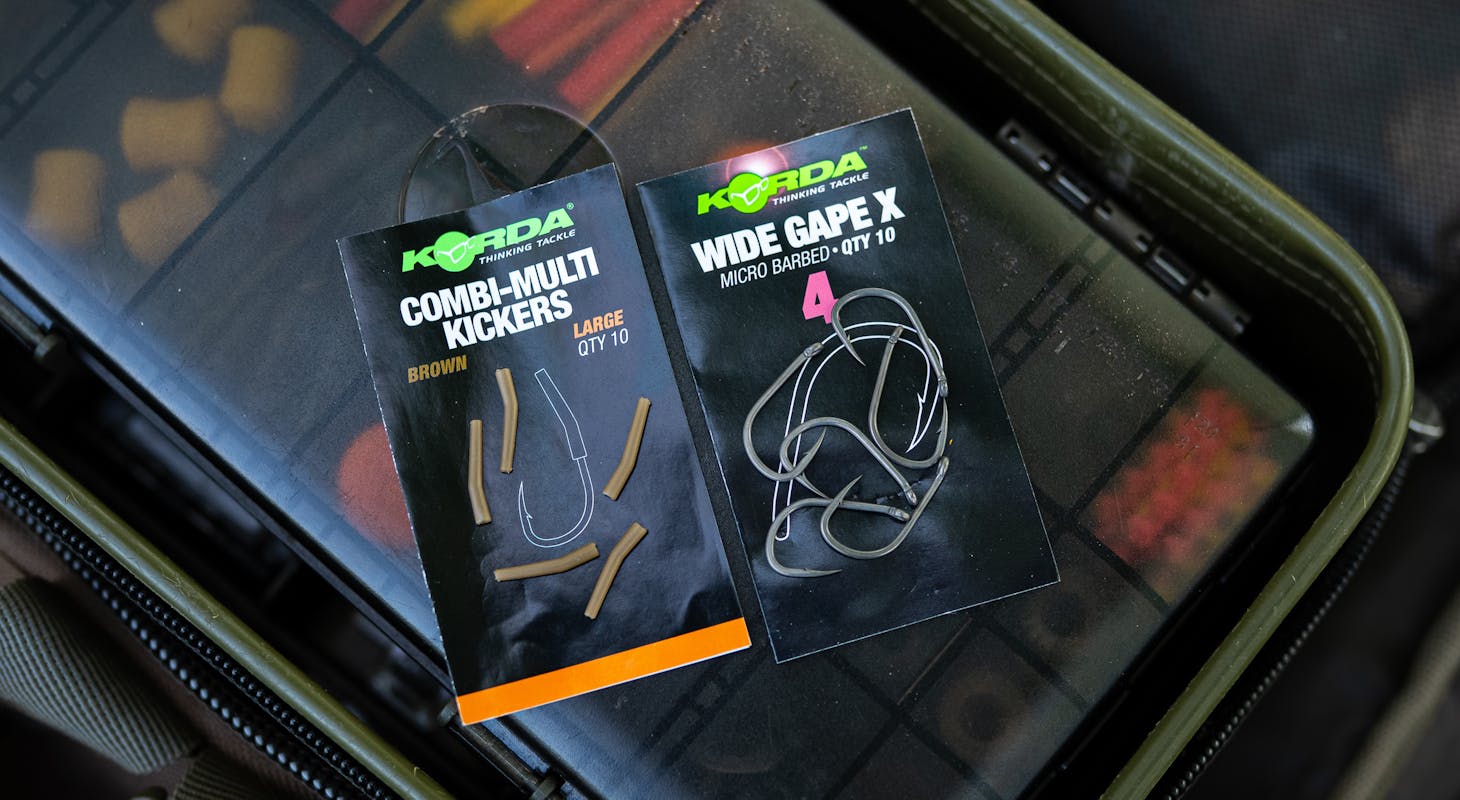 KORDA®
THINKING TACKLE
COMBI-MULTI
KICKERS
LARGE
QTY 10
BROWN
KORDA™
THINKING TACKLE
WIDE GAPE X
MICRO BARBED • QTY 10
4